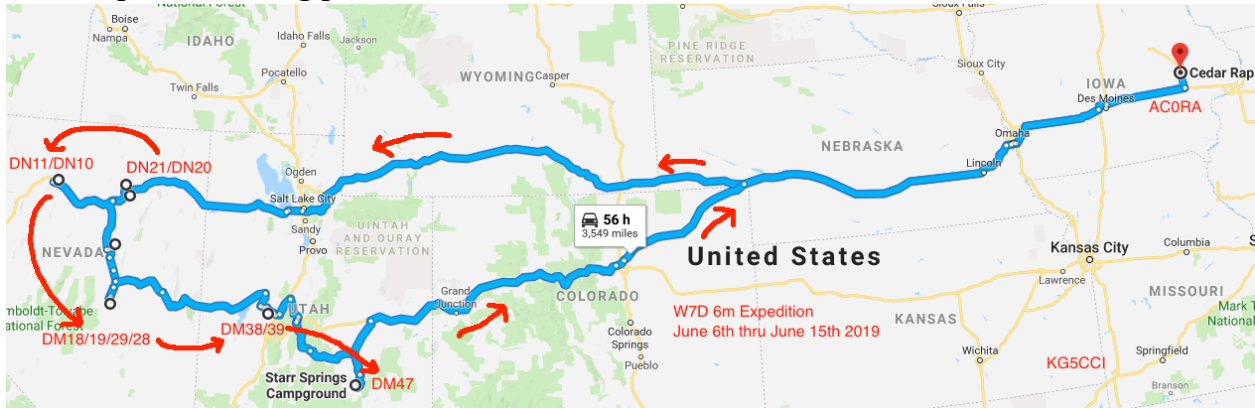 Boise
Nampa
IDAHO
Idaho Falls
Jackson
Pocatello
Twin Falls
WYOMING
Casper
PINE RIDGE
RESERVATION
Sioux City
IOWA
Des Moines
Cedar Rap
AC0RA
Omaha
NEBRASKA
Lincoln
DN11/DN10
DN21/DN20
Ogden
Salt Lake City
Sandy
Provo
UINTAH
AND OURAY
RESERVATION
56 h
3,549 miles
NEVADA
United States
Kansas City
Columbia
Lawrence
MISSOURI
Grand
Junction
COLORADO
Colorado
Springs
Pueblo
W7D 6m Expedition
June 6th thru June 15th 2019
KANSAS
Wichita
KG5CCI
Springfield
Branson
Mark T
National
UTAH
DM18/19/29/28
DM38/39
Starr Springs
Campground
DM47